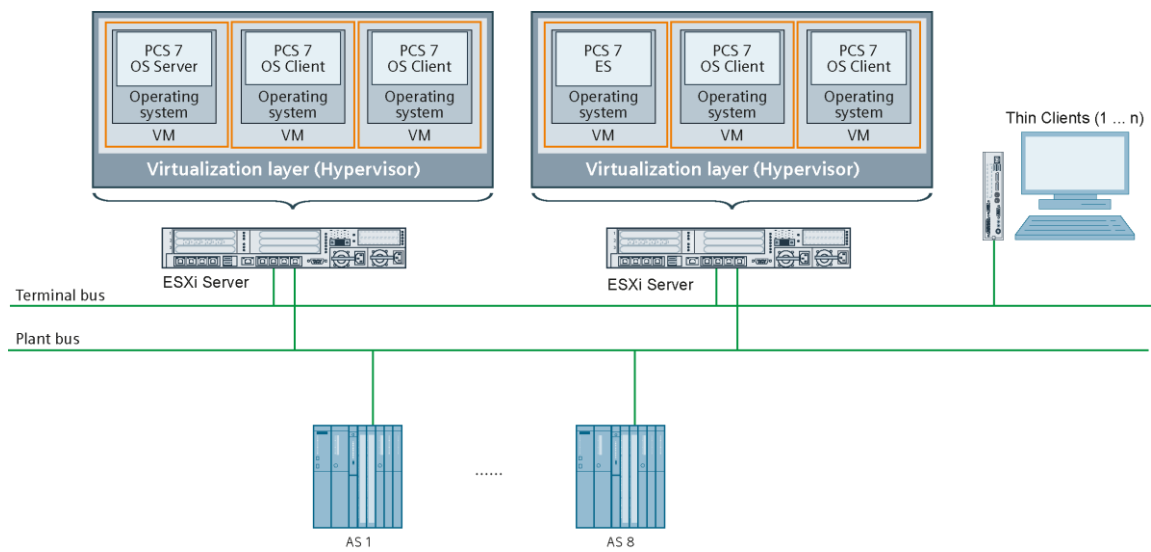 PCS 7
OS Server
Operating
system
VM
PCS 7
OS Client
Operating
system
VM
PCS 7
OS Client
Operating
system
VM
Virtualization layer (Hypervisor)
PCS 7
ES
Operating
system
VM
PCS 7
OS Client
Operating
system
VM
PCS 7
OS Client
Operating
system
VM
Virtualization layer (Hypervisor)
Thin Clients (1 ... n)
ESXi Server
ESXi Server
Terminal bus
Plant bus
......
AS 1
AS 8